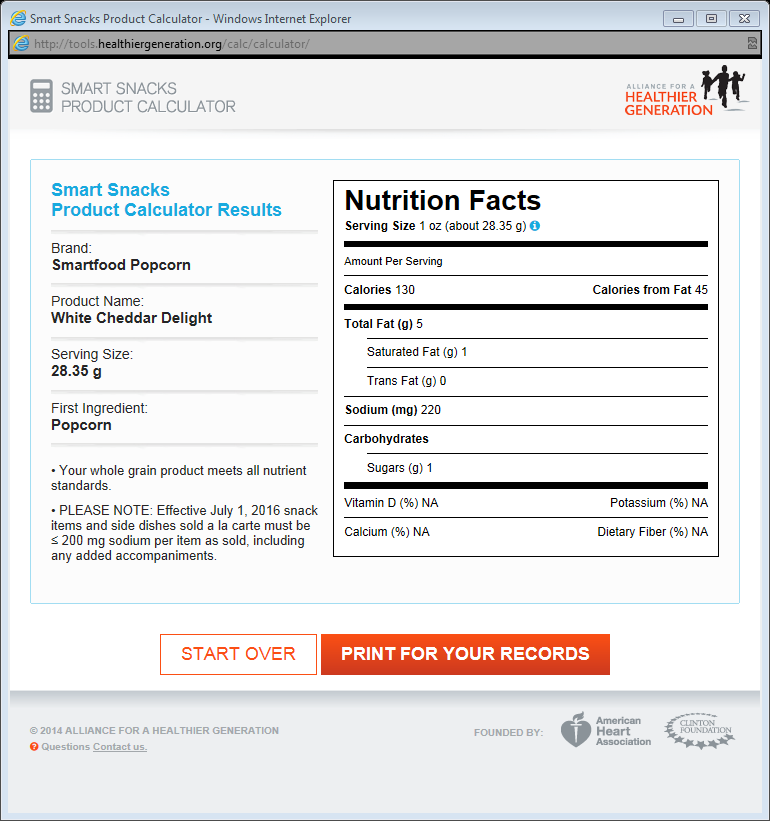 Smart Snacks Product Calculator - Windows Internet Explorer
http://tools.healthiergeneration.org/calc/calculator/
SMART SNACKS
PRODUCT CALCULATOR
ALLIANCE FOR A
HEALTHIER
GENERATION
Smart Snacks
Product Calculator Results
Brand:
Smartfood Popcorn
Product Name:
White Cheddar Delight
Serving Size:
28.35 g
First Ingredient:
Popcorn
• Your whole grain product meets all nutrient
standards.
• PLEASE NOTE: Effective July 1, 2016 snack
items and side dishes sold a la carte must be
≤ 200 mg sodium per item as sold, including
any added accompaniments.
Nutrition Facts
Serving Size 1 oz (about 28.35 g)
Amount Per Serving
Calories 130 Calories from Fat 45
Total Fat (g) 5
Saturated Fat (g) 1
Trans Fat (g) 0
Sodium (mg) 220
Carbohydrates
Sugars (g) 1
Vitamin D (%) NA Potassium (%) NA
Calcium (%) NA Dietary Fiber (%) NA
START OVER PRINT FOR YOUR RECORDS
© 2014 ALLIANCE FOR A HEALTHIER GENERATION
? Questions Contact us.
FOUNDED BY:
American
Heart
Association
CLINTON
FOUNDATION